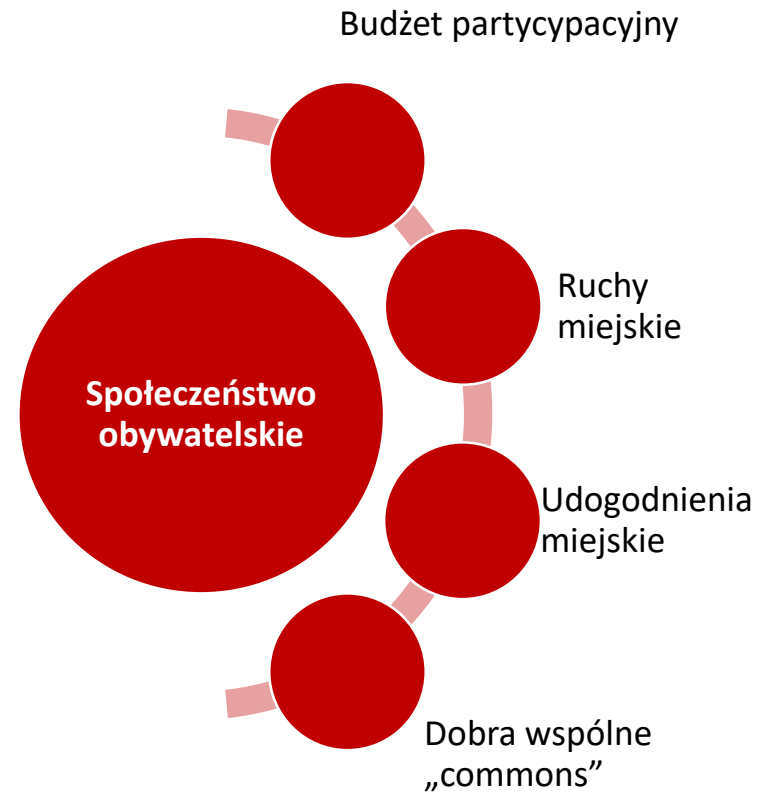 Budżet partycypacyjny
Ruchy
miejskie
Społeczeństwo
obywatelskie
Udogodnienia
miejskie
Dobra wspólne
„commons”